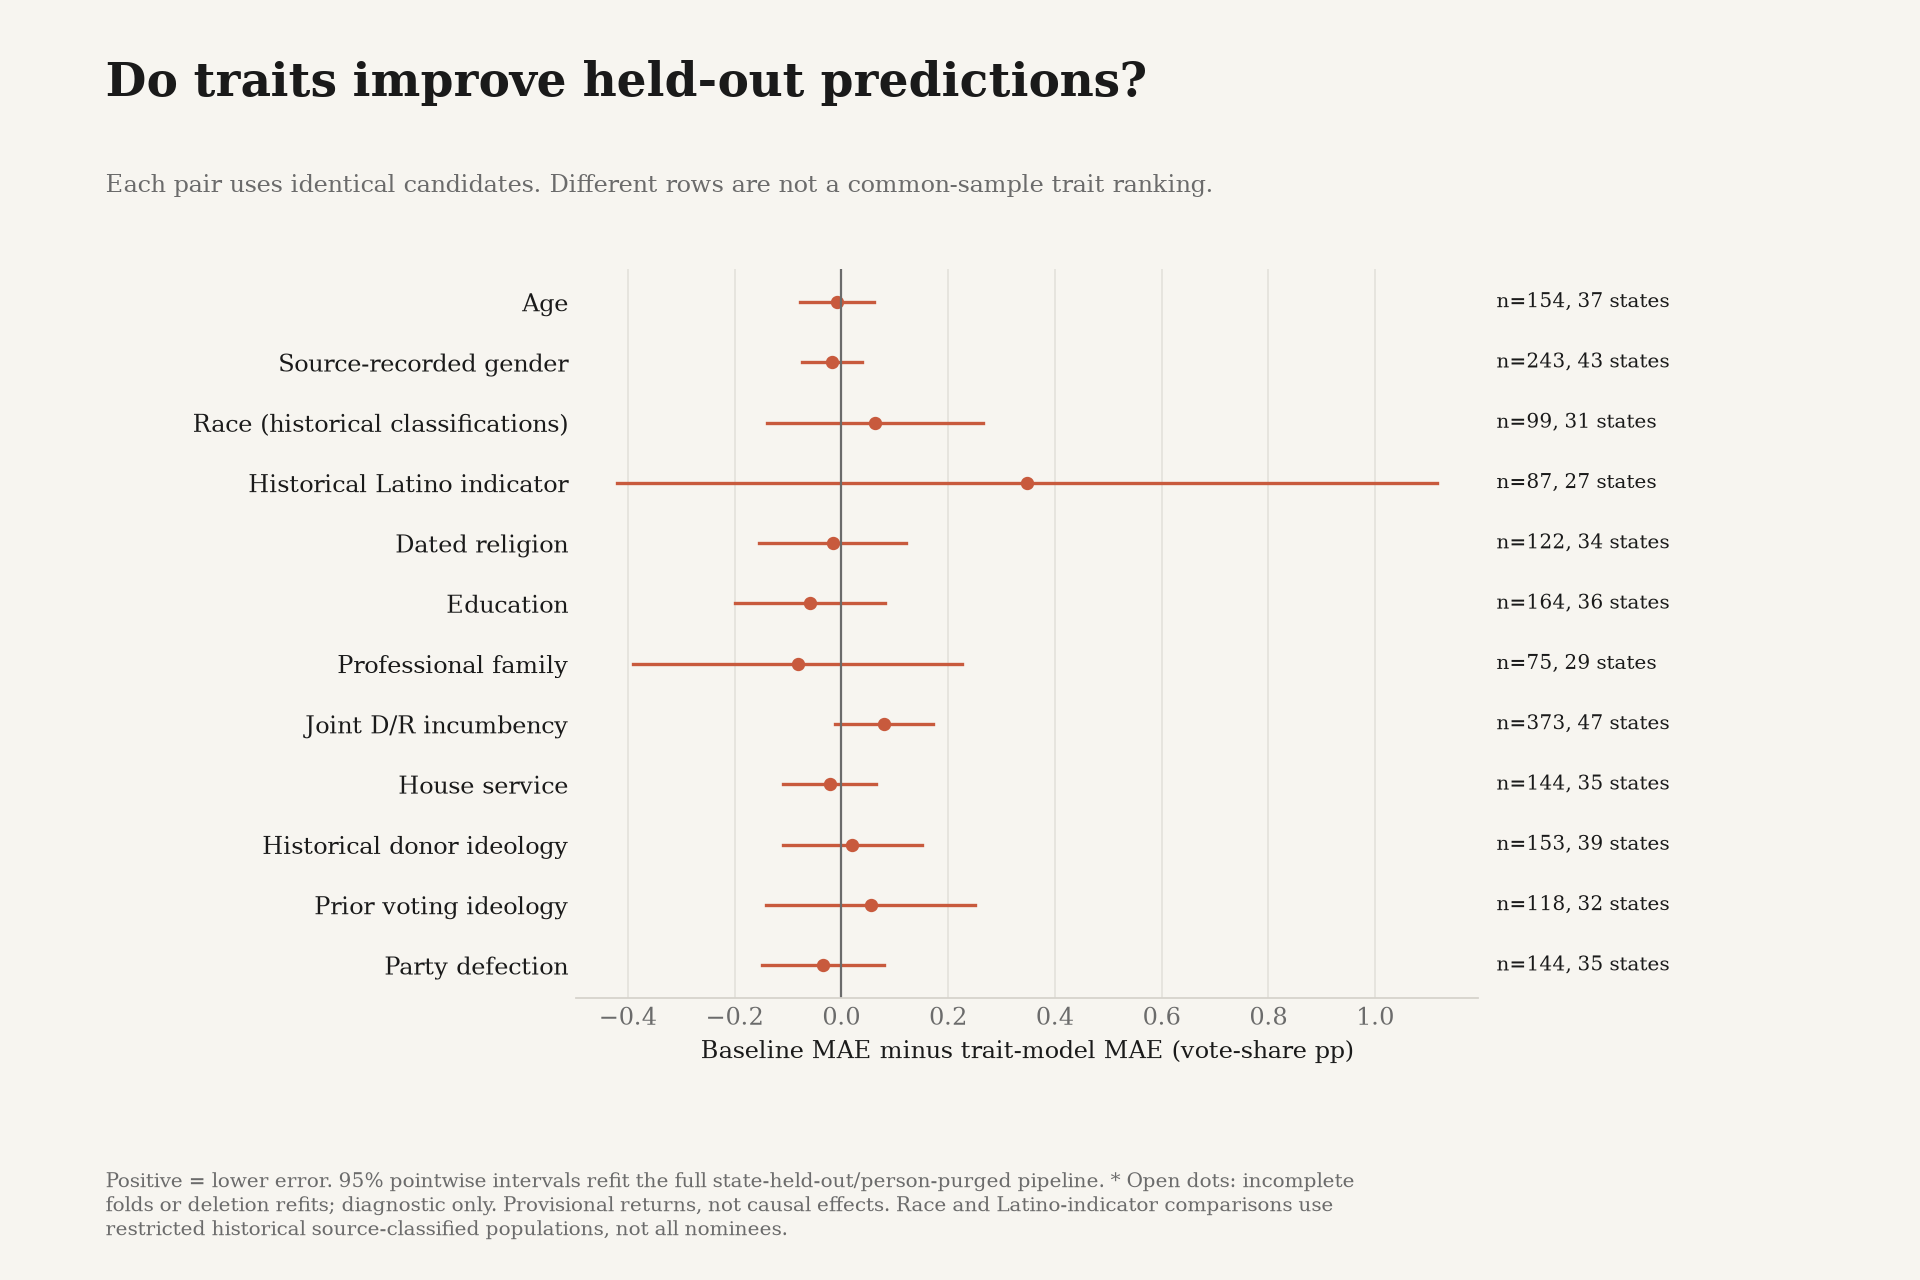 Do traits improve held-out predictions?
Each pair uses identical candidates. Different rows are not a common-sample trait ranking.
Age
n=154, 37 states
Source-recorded gender
n=243, 43 states
Race (historical classifications)
n=99, 31 states
Historical Latino indicator
n=87, 27 states
Dated religion
n=122, 34 states
Education
n=164, 36 states
Professional family
n=75, 29 states
Joint D/R incumbency
n=373, 47 states
House service
n=144, 35 states
Historical donor ideology
n=153, 39 states
Prior voting ideology
n=118, 32 states
Party defection
n=144, 35 states
−0.4 −0.2 0.0 0.2 0.4 0.6 0.8 1.0
Baseline MAE minus trait-model MAE (vote-share pp)
Positive = lower error. 95% pointwise intervals refit the full state-held-out/person-purged pipeline. * Open dots: incomplete
folds or deletion refits; diagnostic only. Provisional returns, not causal effects. Race and Latino-indicator comparisons use
restricted historical source-classified populations, not all nominees.